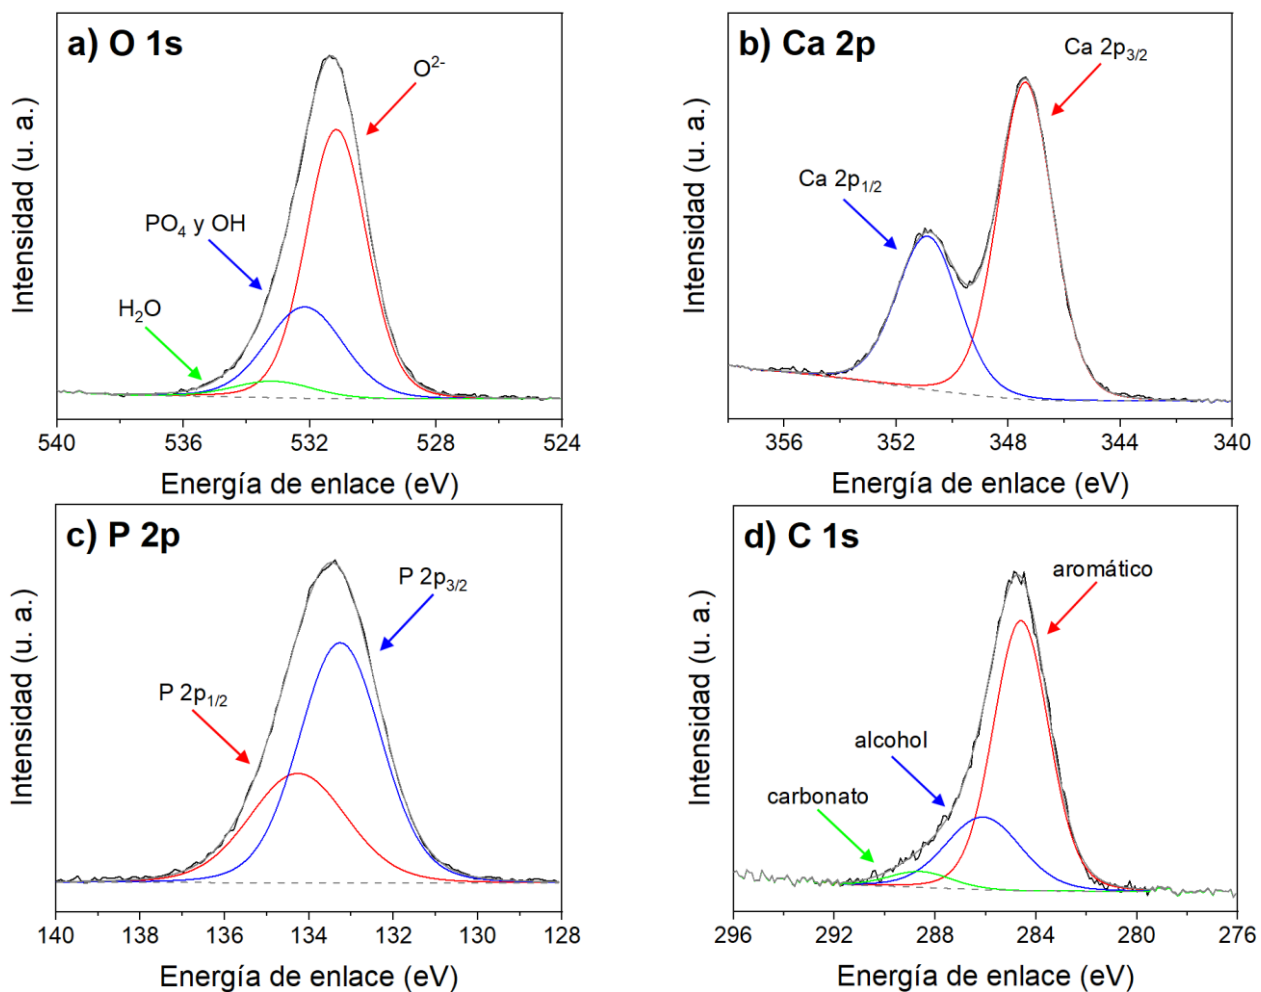 a) O 1s
O²⁻
PO₄ y OH
H₂O
Intensidad (u. a.)
540 536 532 528 524
Energía de enlace (eV)
b) Ca 2p
Ca 2p₃/₂
Ca 2p₁/₂
Intensidad (u. a.)
356 352 348 344 340
Energía de enlace (eV)
c) P 2p
P 2p₃/₂
P 2p₁/₂
Intensidad (u. a.)
140 138 136 134 132 130 128
Energía de enlace (eV)
d) C 1s
aromático
alcohol
carbonato
Intensidad (u. a.)
296 292 288 284 280 276
Energía de enlace (eV)